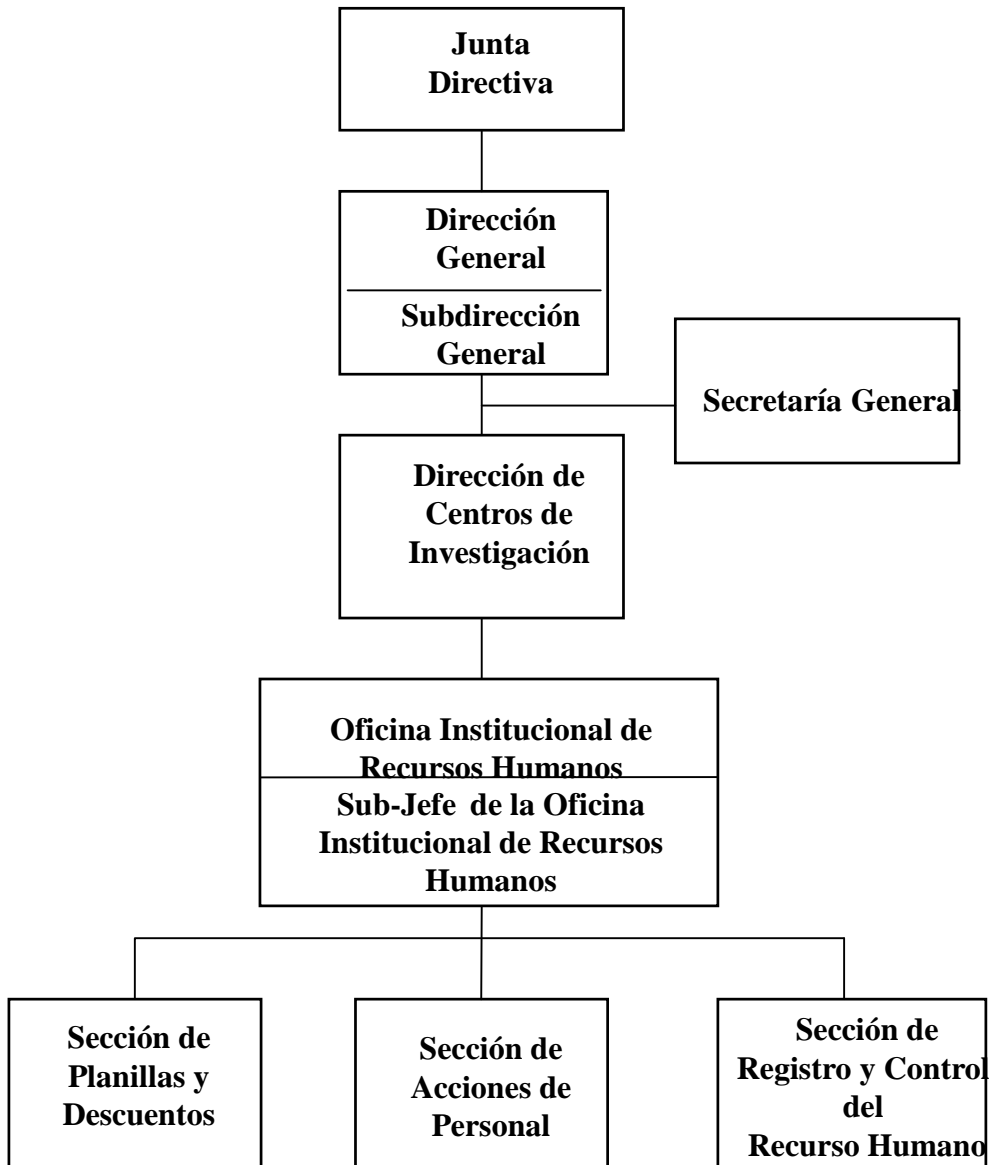 Junta
Directiva
Dirección
General
Subdirección
General
Secretaría General
Dirección de
Centros de
Investigación
Oficina Institucional de
Recursos Humanos
Sub-Jefe de la Oficina
Institucional de Recursos
Humanos
Sección de
Planillas y
Descuentos
Sección de
Acciones de
Personal
Sección de
Registro y Control
del
Recurso Humano